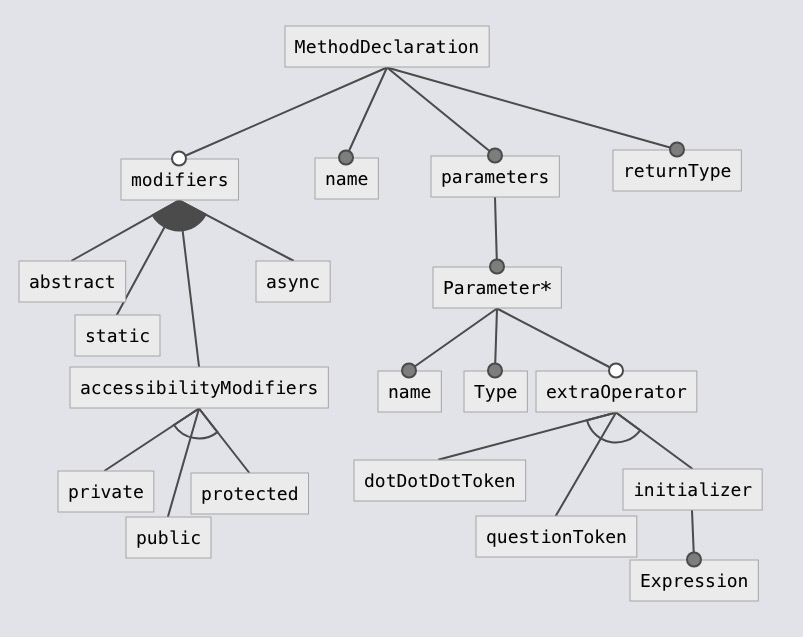 MethodDeclaration
modifiers
name
parameters
returnType
abstract
async
Parameter*
static
accessibilityModifiers
name
Type
extraOperator
private
protected
dotDotDotToken
initializer
public
questionToken
Expression